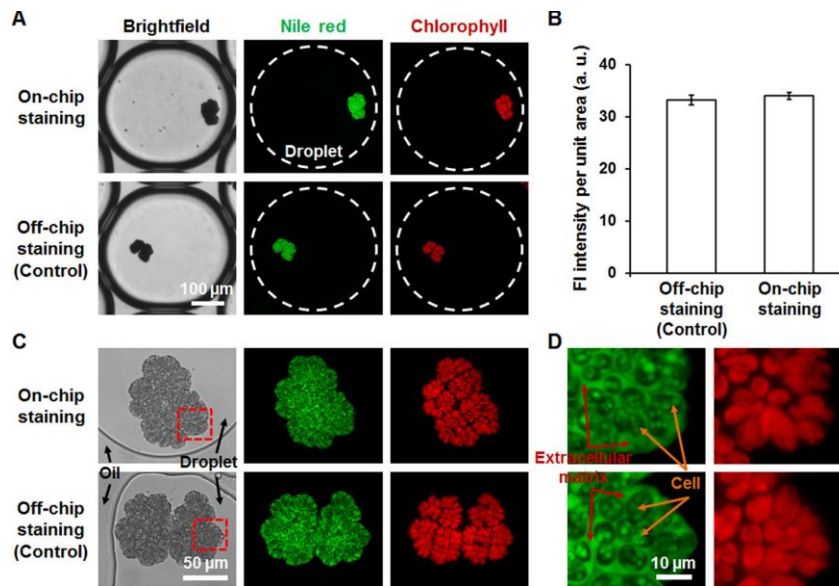 A
Brightfield
Nile red
Chlorophyll
On-chip
staining
Droplet
Off-chip
staining
(Control)
100 µm
B
FI intensity per unit area (a. u.)
40
30
20
10
0
Off-chip
staining
(Control)
On-chip
staining
C
On-chip
staining
Oil
Droplet
Off-chip
staining
(Control)
50 µm
D
Extracellular
matrix
Cell
10 µm